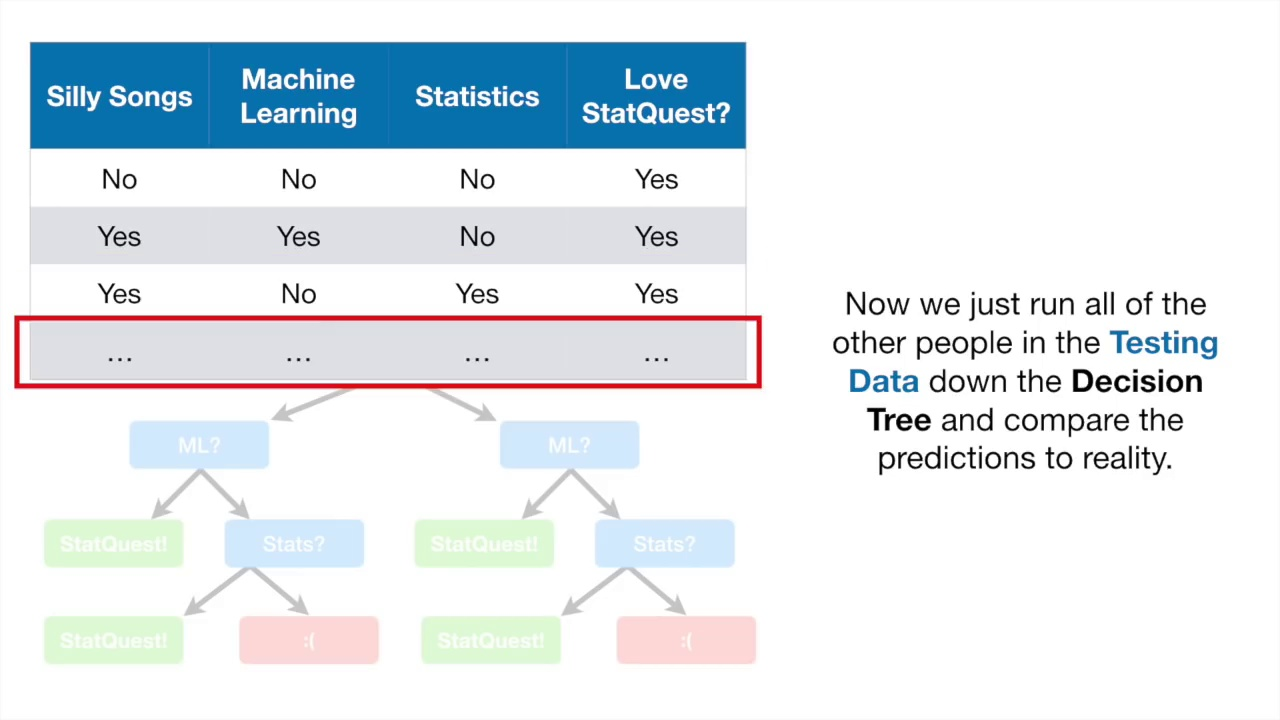 Silly Songs Machine Learning Statistics Love StatQuest?
No No No Yes
Yes Yes No Yes
Yes No Yes Yes
… … … …
Now we just run all of the
other people in the Testing
Data down the Decision
Tree and compare the
predictions to reality.
ML? ML?
StatQuest! Stats? StatQuest! Stats?
StatQuest! :( StatQuest! :(